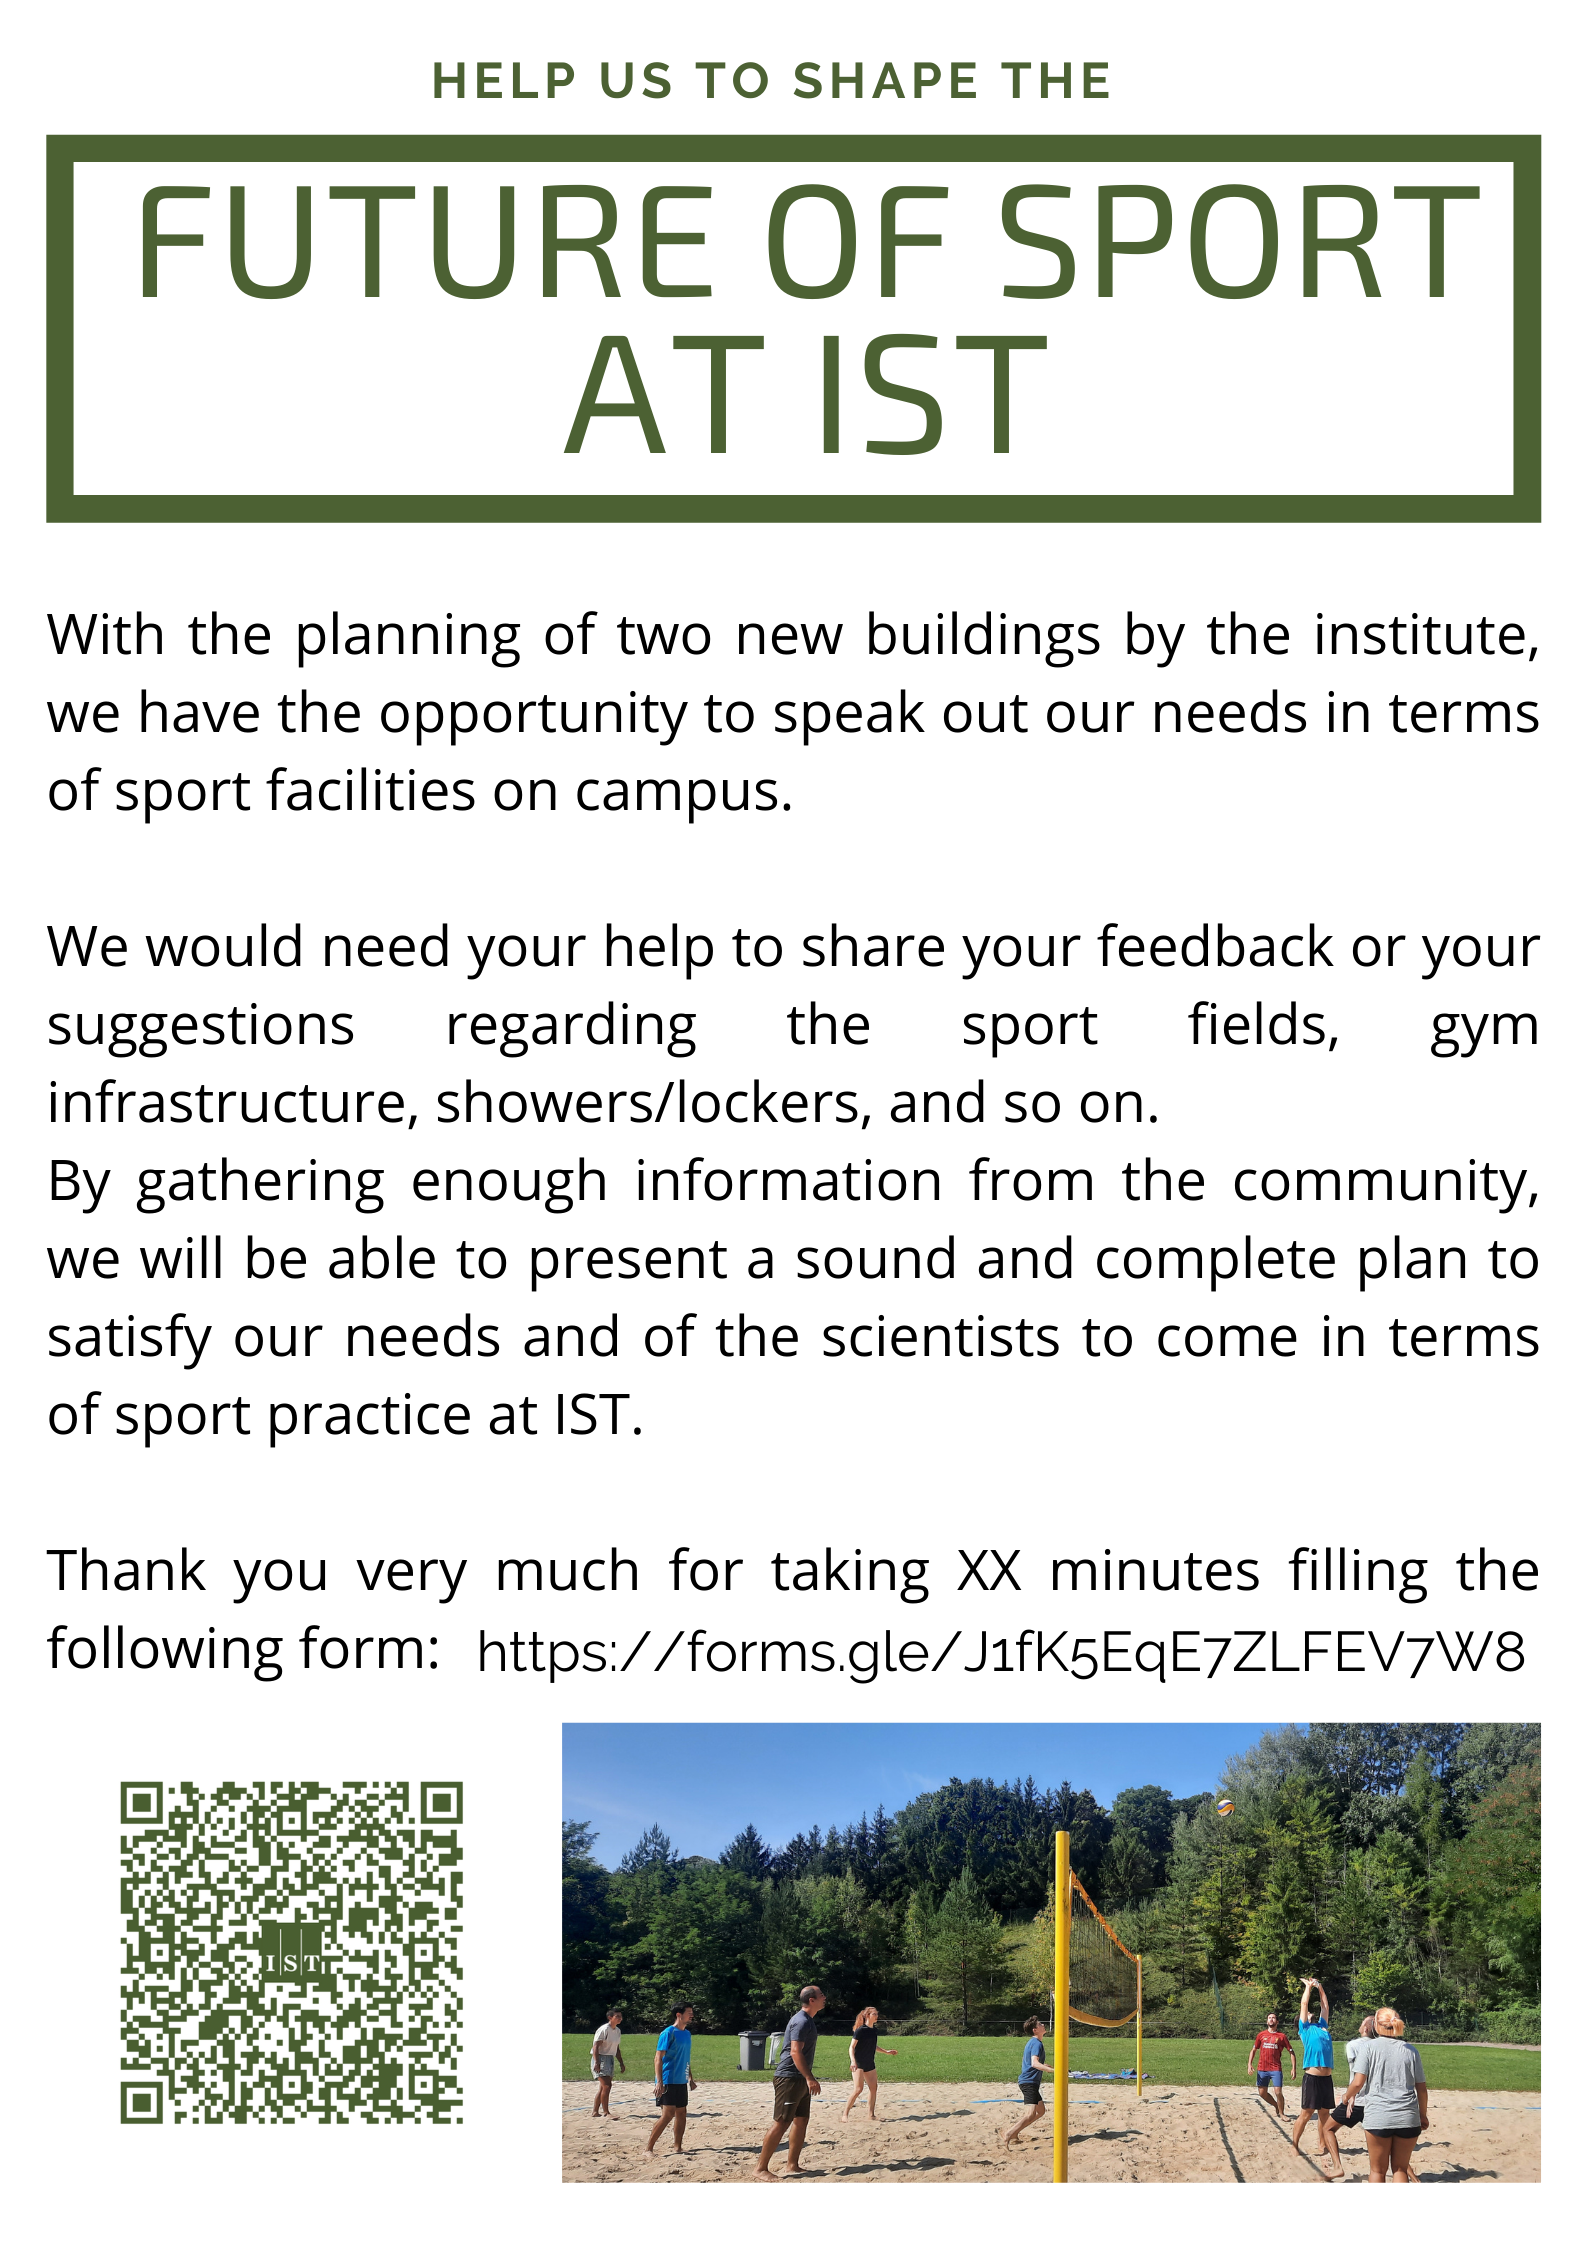 HELP US TO SHAPE THE
FUTURE OF SPORT
AT IST
With the planning of two new buildings by the institute,
we have the opportunity to speak out our needs in terms
of sport facilities on campus.
We would need your help to share your feedback or your
suggestions regarding the sport fields, gym
infrastructure, showers/lockers, and so on.
By gathering enough information from the community,
we will be able to present a sound and complete plan to
satisfy our needs and of the scientists to come in terms
of sport practice at IST.
Thank you very much for taking XX minutes filling the
following form: https://forms.gle/J1fK5EqE7ZLFEV7W8
I S T